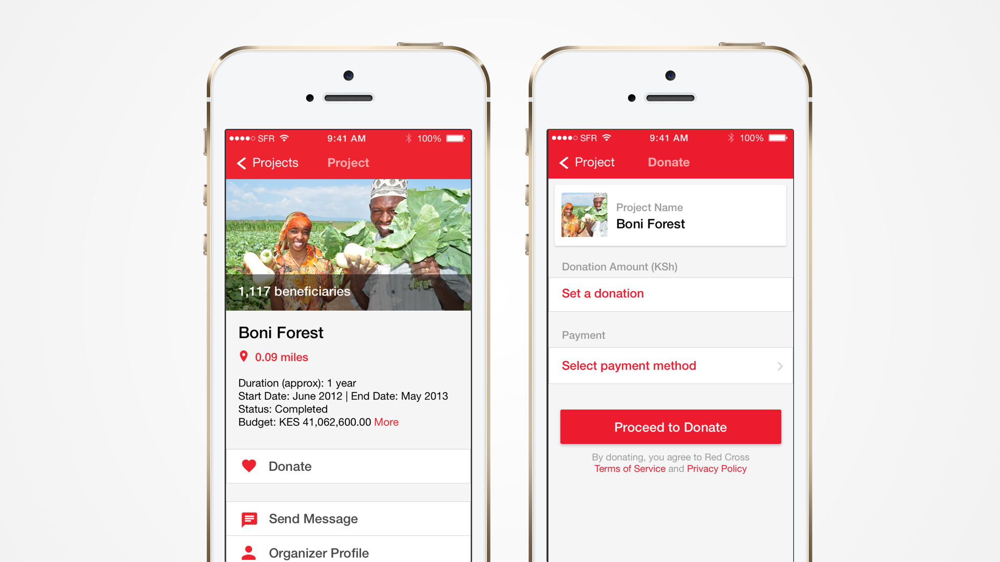 SFR 9:41 AM 100%
Projects Project
1,117 beneficiaries
Boni Forest
0.09 miles
Duration (approx): 1 year
Start Date: June 2012 | End Date: May 2013
Status: Completed
Budget: KES 41,062,600.00 More
Donate
Send Message
Organizer Profile
SFR 9:41 AM 100%
Project Donate
Project Name
Boni Forest
Donation Amount (KSh)
Set a donation
Payment
Select payment method
Proceed to Donate
By donating, you agree to Red Cross
Terms of Service and Privacy Policy